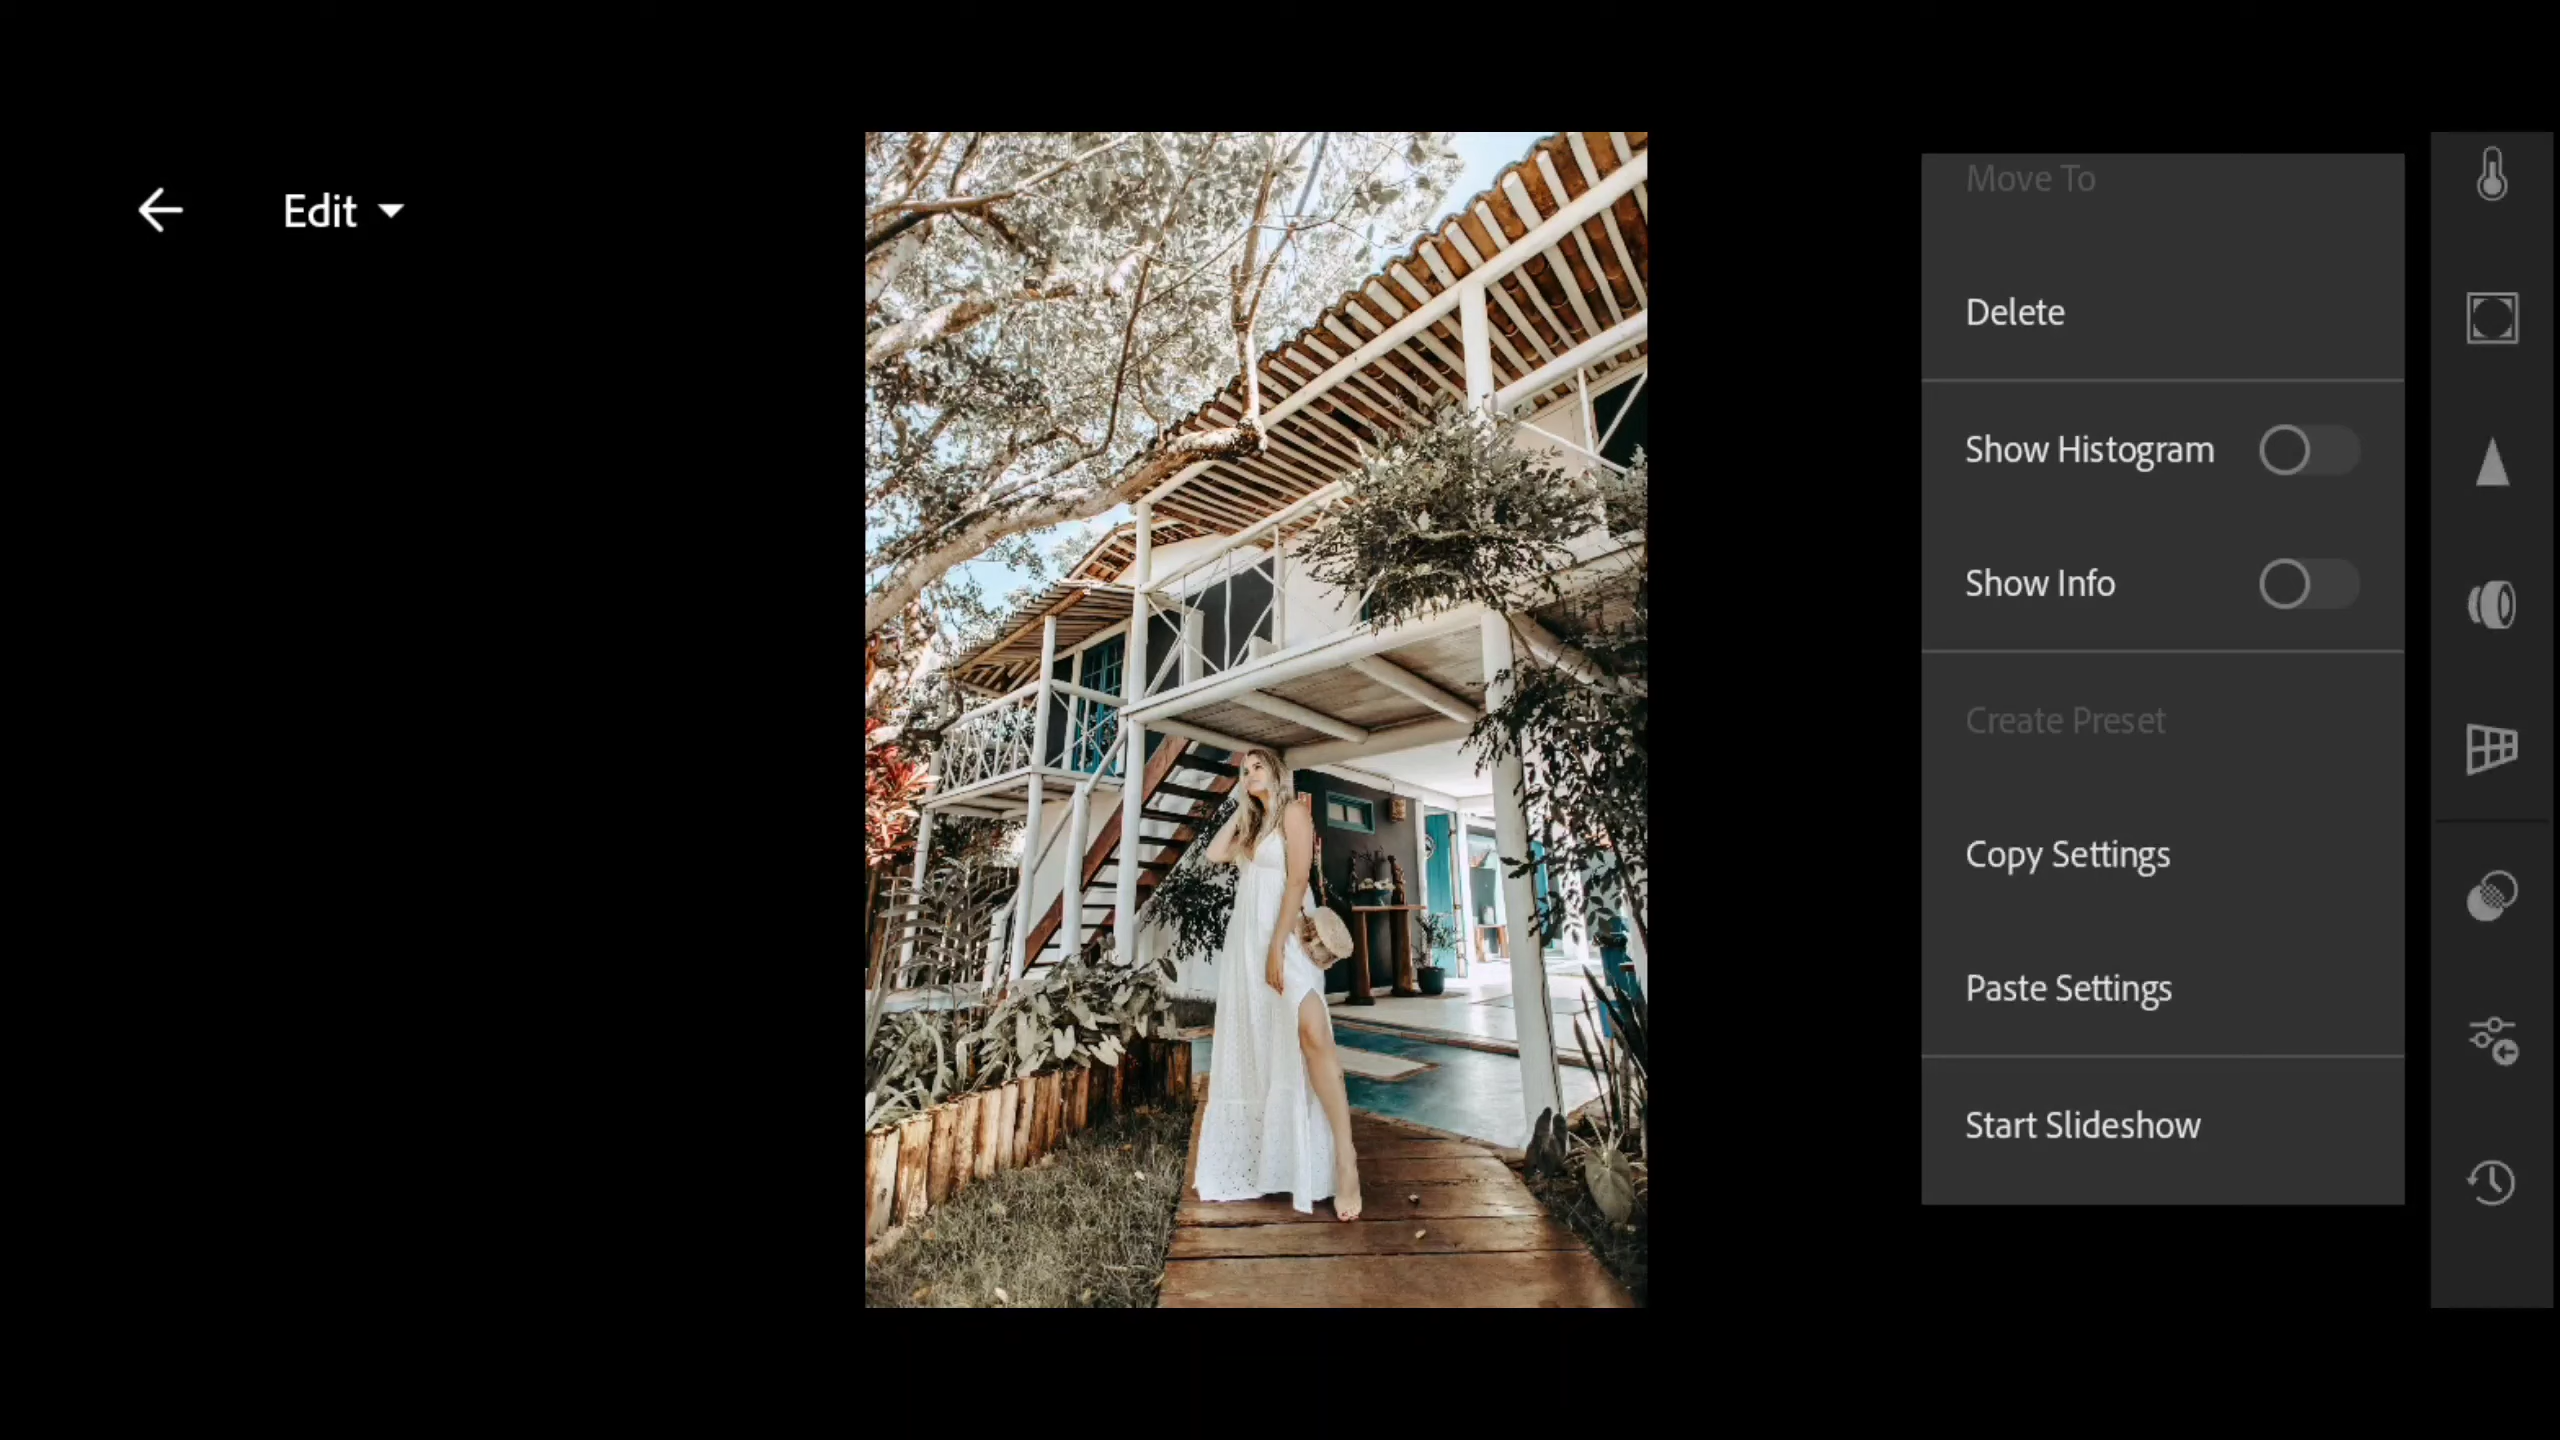 Edit
Move To
Delete
Show Histogram
Show Info
Create Preset
Copy Settings
Paste Settings
Start Slideshow